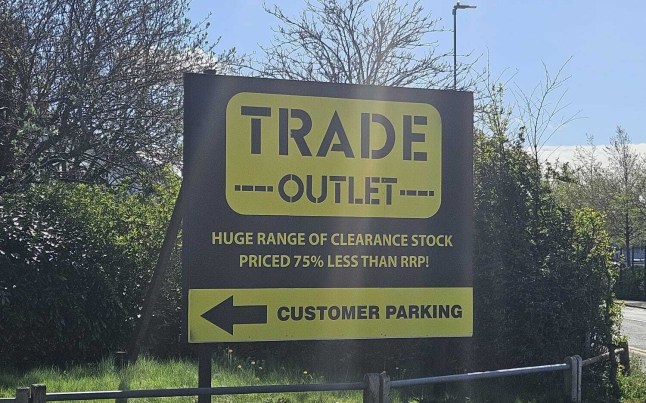 TRADE
OUTLET
HUGE RANGE OF CLEARANCE STOCK
PRICED 75% LESS THAN RRP!
CUSTOMER PARKING